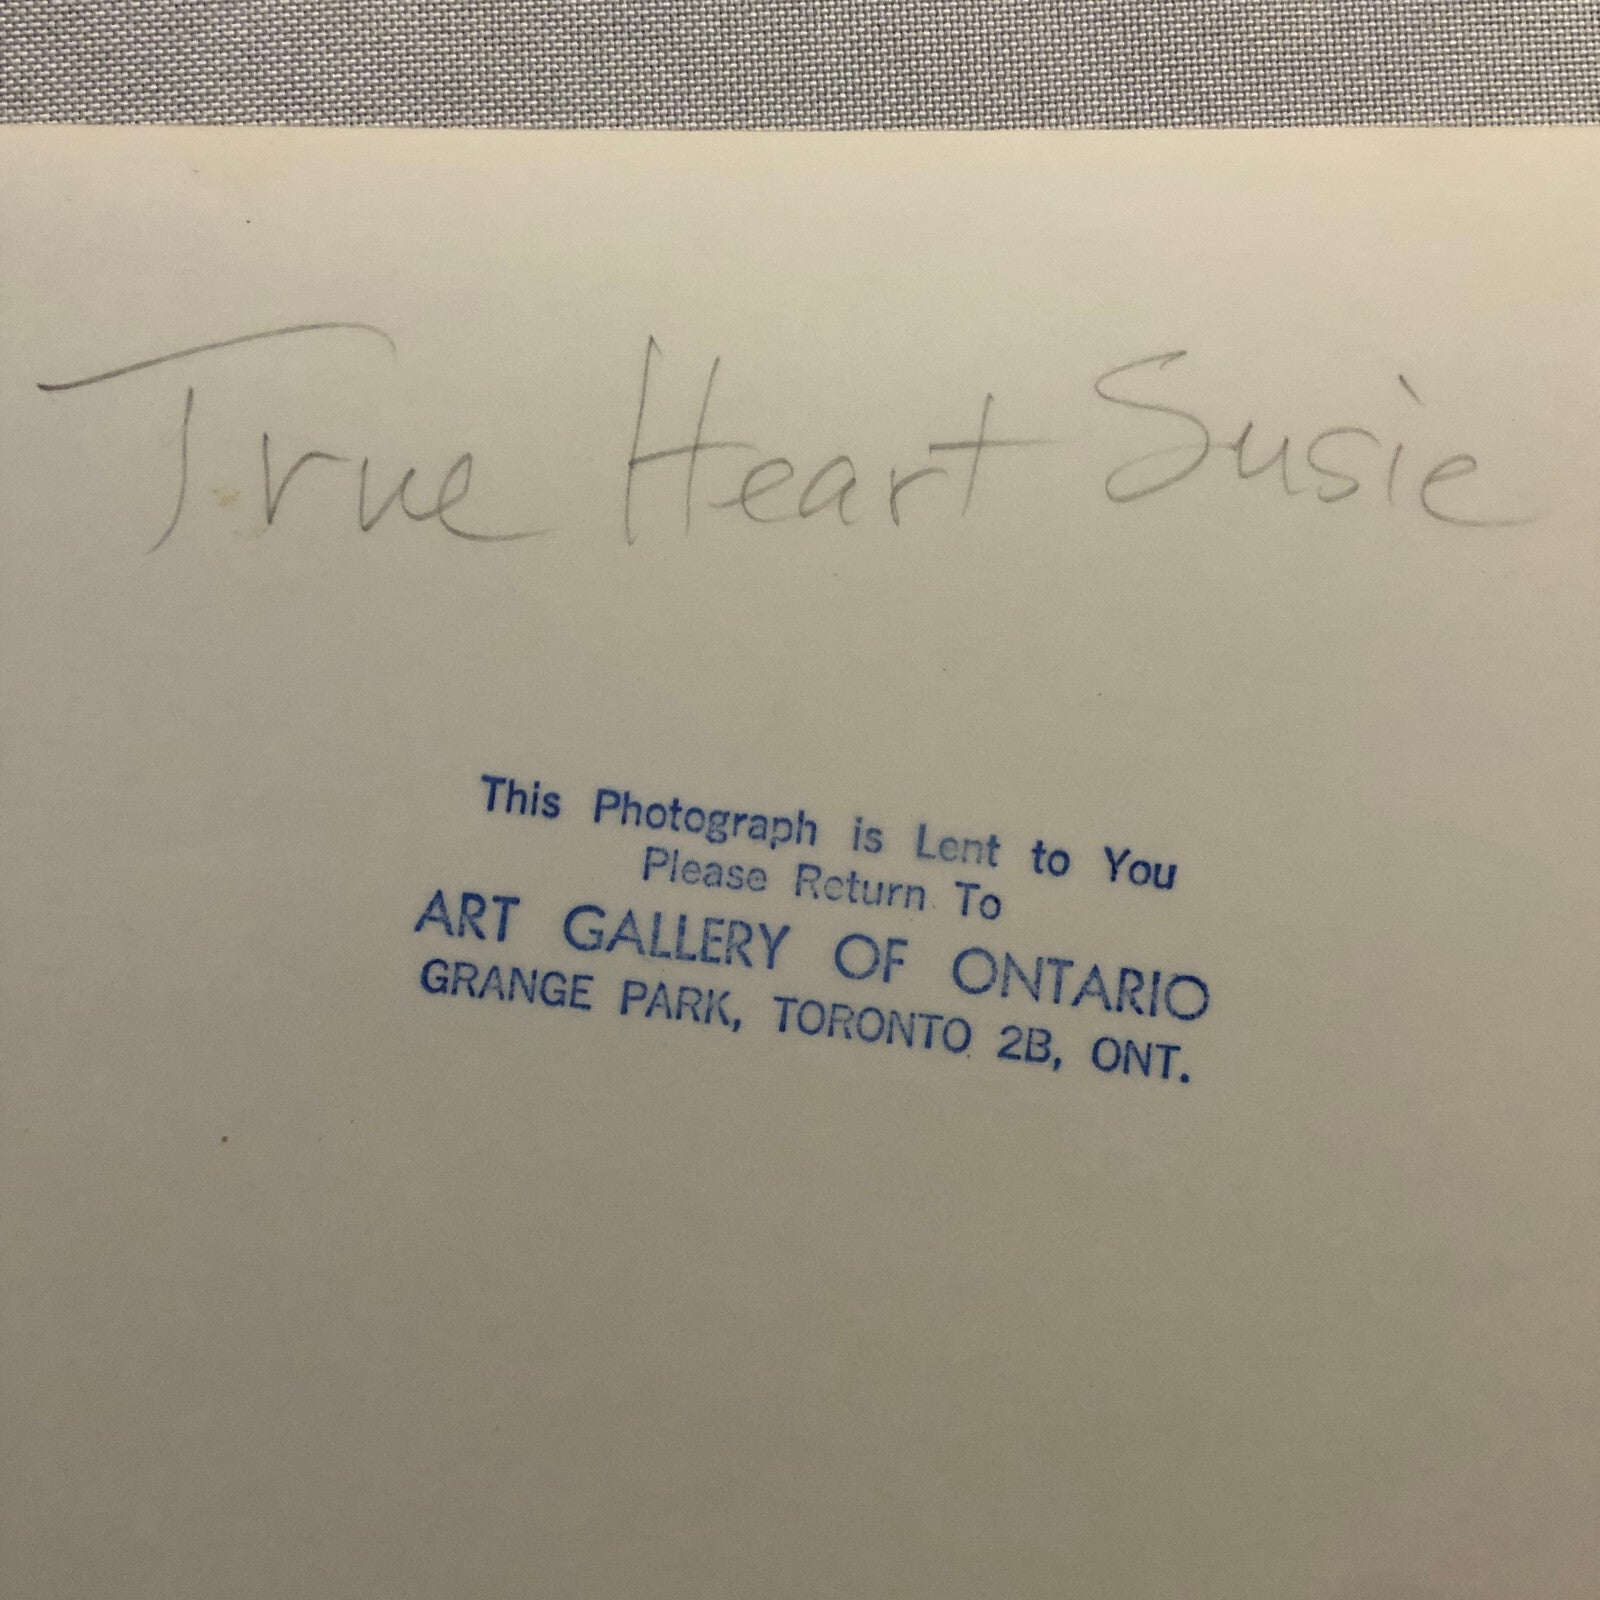 True Heart Susie
This Photograph is Lent to You
Please Return To
ART GALLERY OF ONTARIO
GRANGE PARK, TORONTO 2B, ONT.